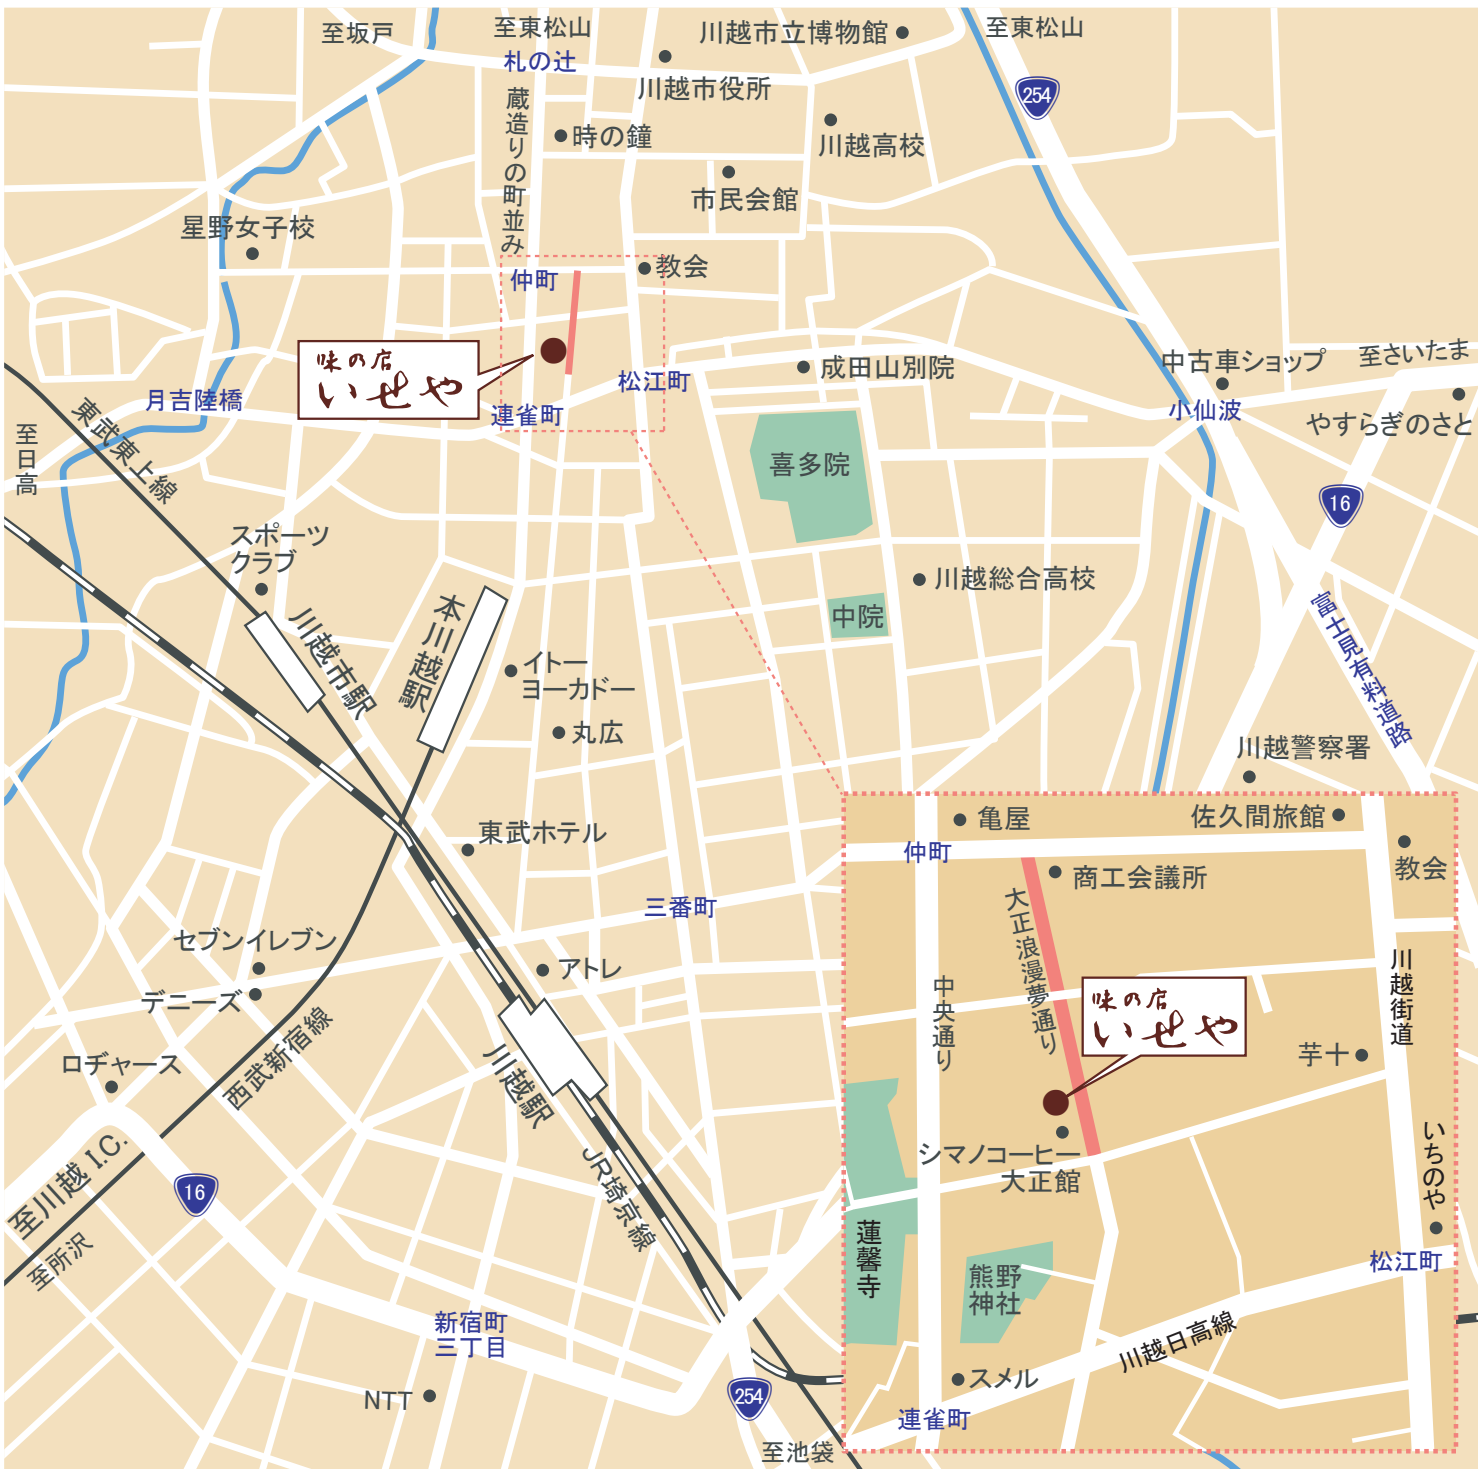 至坂戸
至東松山
札の辻
川越市立博物館
至東松山
川越市役所
254
蔵造りの町並み
時の鐘
川越高校
市民会館
星野女子校
仲町
教会
味の店
いせや
松江町
成田山別院
中古車ショップ
至さいたま
月吉陸橋
連雀町
小仙波
やすらぎのさと
至日高
東武東上線
喜多院
16
スポーツ
クラブ
川越総合高校
中院
本川越駅
川越市駅
富士見有料道路
イトー
ヨーカドー
丸広
川越警察署
東武ホテル
三番町
セブンイレブン
アトレ
デニーズ
ロヂャース
西武新宿線
川越駅
至川越 I.C.
16
至所沢
JR埼京線
新宿町
三丁目
NTT
254
至池袋
亀屋
佐久間旅館
仲町
教会
商工会議所
大正浪漫夢通り
中央通り
川越街道
味の店
いせや
芋十
シマノコーヒー
大正館
いちのや
蓮馨寺
松江町
熊野
神社
川越日高線
スメル
連雀町